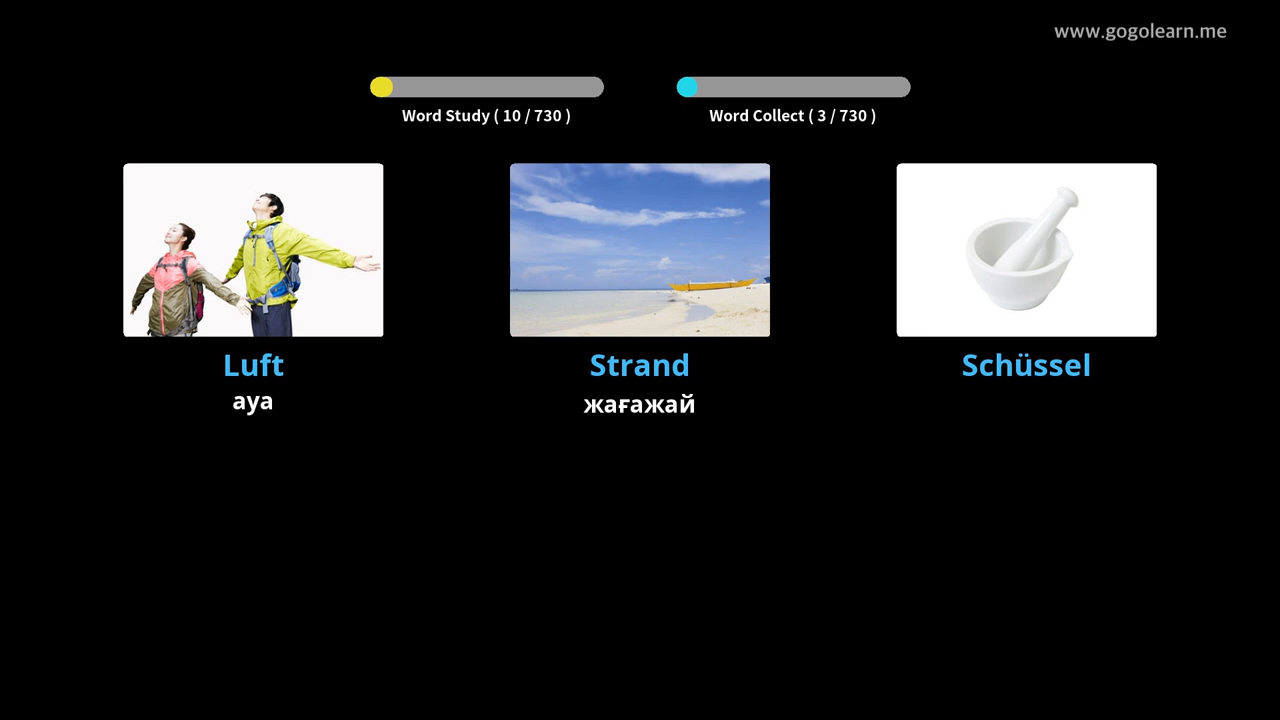 www.gogolearn.me
Word Study ( 10 / 730 )
Word Collect ( 3 / 730 )
Luft
Strand
Schüssel
ауа
жағажай